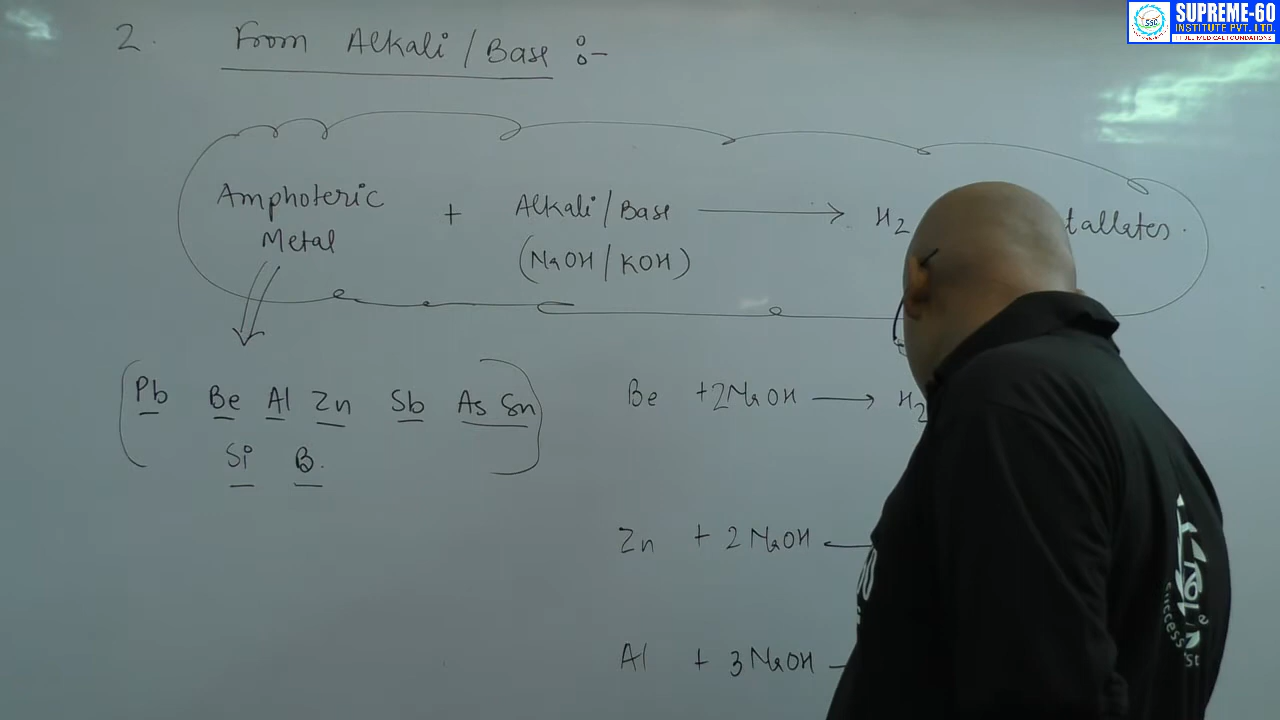 SUPREME-60
INSTITUTE PVT. LTD.
2. From Alkali / Base :-
Amphoteric Metal + Alkali / Base (NaOH / KOH) ⟶ H2 tallates.
Pb Be Al Zn Sb As Sn
Si B.
Be + 2NaOH ⟶ H2
Zn + 2 NaOH
Al + 3 NaOH